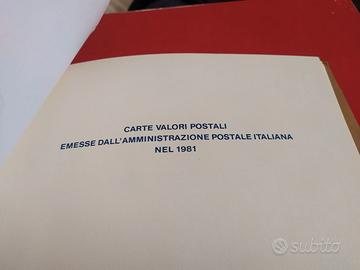 CARTE VALORI POSTALI
EMESSE DALL'AMMINISTRAZIONE POSTALE ITALIANA
NEL 1981
subito